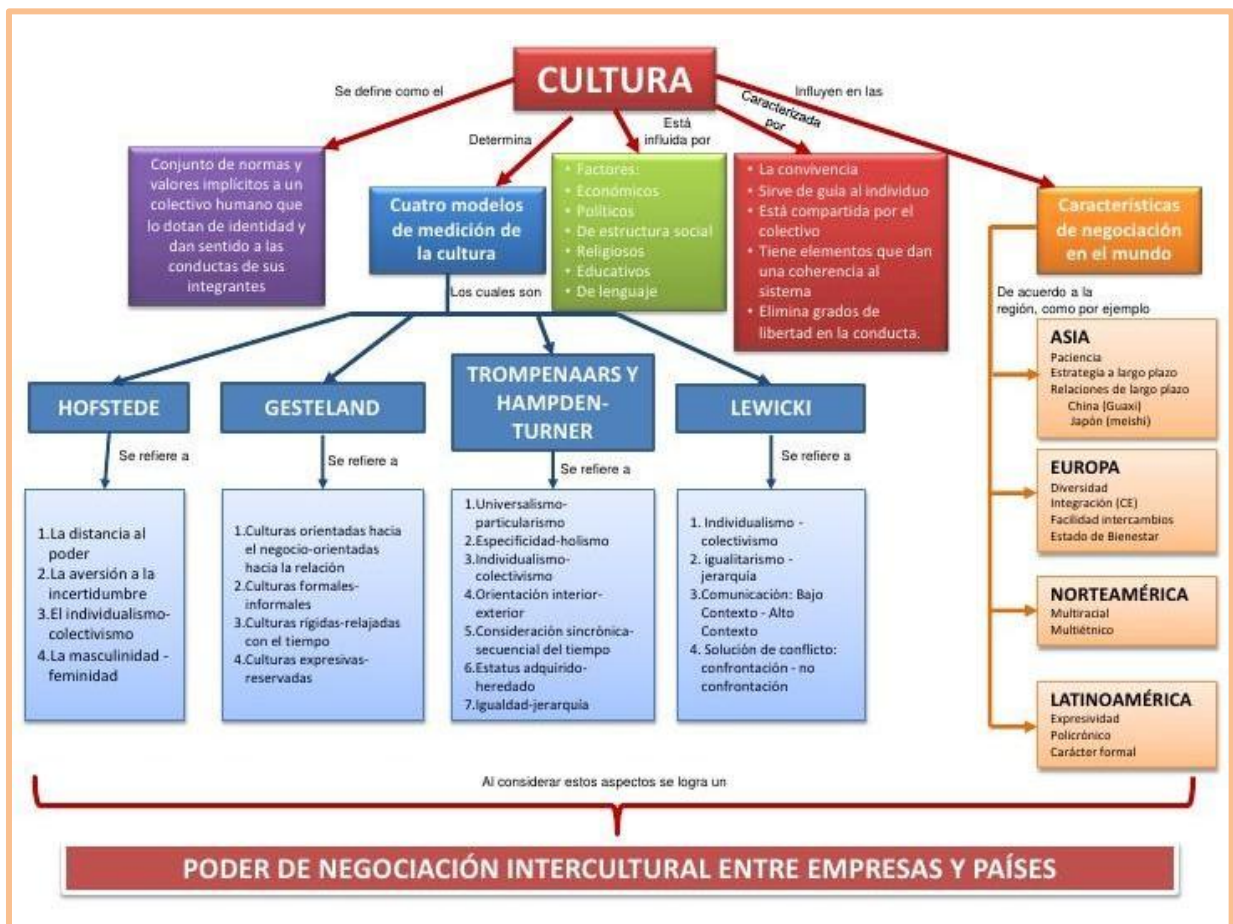 CULTURA
Se define como el
Determina
Está
influida por
Caracterizada
por
Influyen en las
Conjunto de normas y
valores implícitos a un
colectivo humano que
lo dotan de identidad y
dan sentido a las
conductas de sus
integrantes
Cuatro modelos
de medición de
la cultura
• Factores:
• Económicos
• Políticos
• De estructura social
• Religiosos
• Educativos
• De lenguaje
• La convivencia
• Sirve de guía al individuo
• Está compartida por el
colectivo
• Tiene elementos que dan
una coherencia al
sistema
• Elimina grados de
libertad en la conducta.
Características
de negociación
en el mundo
Los cuales son
De acuerdo a la
región, como por ejemplo
HOFSTEDE
GESTELAND
TROMPENAARS Y
HAMPDEN-
TURNER
LEWICKI
Se refiere a
Se refiere a
Se refiere a
Se refiere a
1.La distancia al
poder
2.La aversión a la
incertidumbre
3.El individualismo-
colectivismo
4.La masculinidad -
feminidad
1.Culturas orientadas hacia
el negocio-orientadas
hacia la relación
2.Culturas formales-
informales
3.Culturas rígidas-relajadas
con el tiempo
4.Culturas expresivas-
reservadas
1.Universalismo-
particularismo
2.Especificidad-holismo
3.Individualismo-
colectivismo
4.Orientación interior-
exterior
5.Consideración sincrónica-
secuencial del tiempo
6.Estatus adquirido-
heredado
7.Igualdad-jerarquía
1. Individualismo -
colectivismo
2. igualitarismo -
jerarquía
3.Comunicación: Bajo
Contexto - Alto
Contexto
4. Solución de conflicto:
confrontación - no
confrontación
ASIA
Paciencia
Estrategia a largo plazo
Relaciones de largo plazo
China (Guaxi)
Japón (meishi)
EUROPA
Diversidad
Integración (CE)
Facilidad intercambios
Estado de Bienestar
NORTEAMÉRICA
Multiracial
Multiétnico
LATINOAMÉRICA
Expresividad
Policrónico
Carácter formal
Al considerar estos aspectos se logra un
PODER DE NEGOCIACIÓN INTERCULTURAL ENTRE EMPRESAS Y PAÍSES